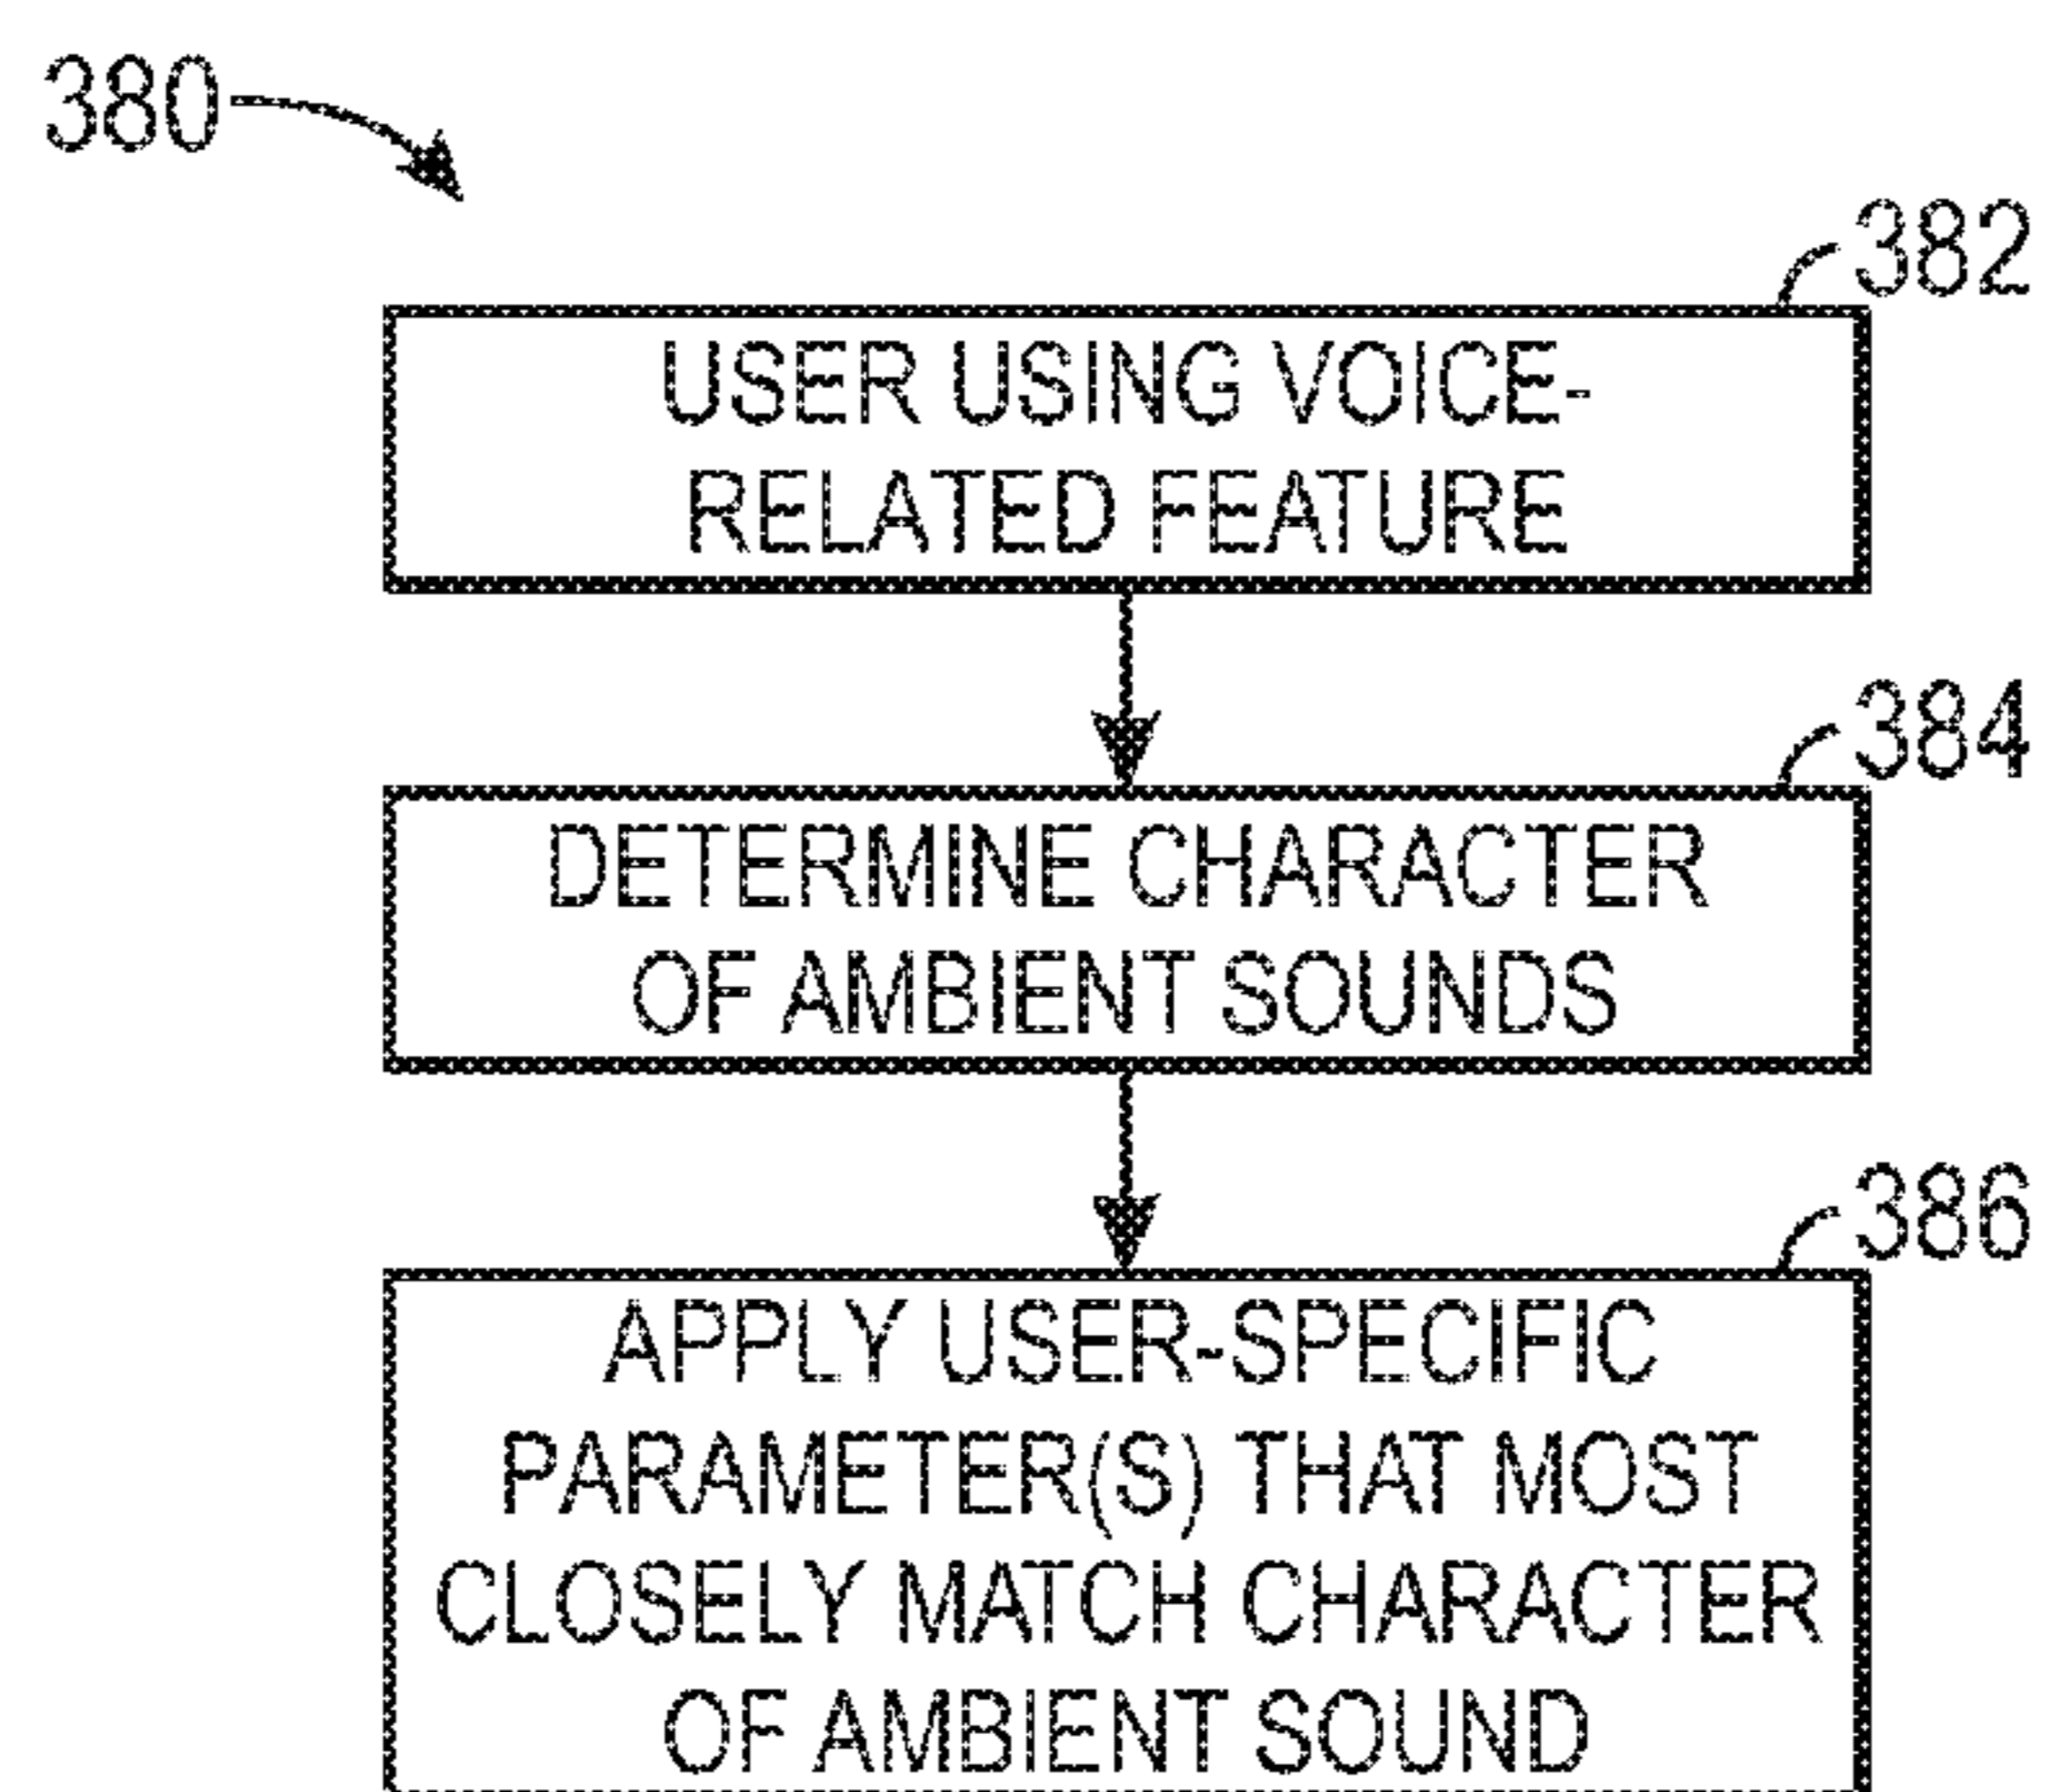 380
382
USER USING VOICE-
RELATED FEATURE
384
DETERMINE CHARACTER
OF AMBIENT SOUNDS
386
APPLY USER-SPECIFIC
PARAMETER(S) THAT MOST
CLOSELY MATCH CHARACTER
OF AMBIENT SOUND